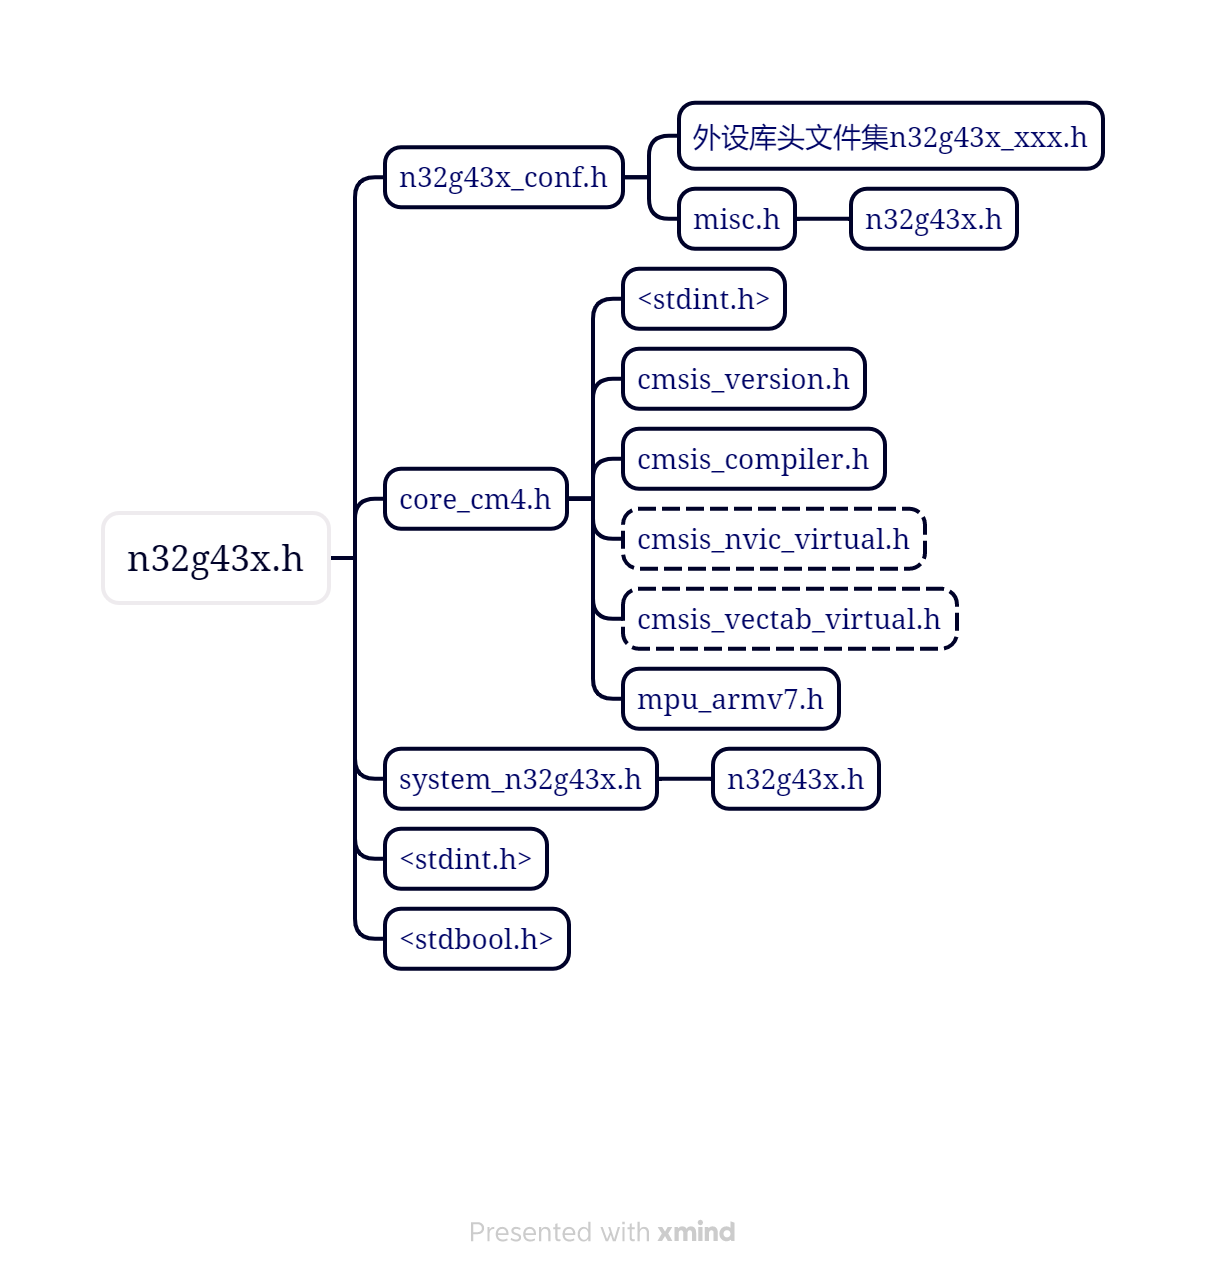 外设库头文件集n32g43x_xxx.h
n32g43x_conf.h
misc.h
n32g43x.h
<stdint.h>
cmsis_version.h
cmsis_compiler.h
core_cm4.h
cmsis_nvic_virtual.h
n32g43x.h
cmsis_vectab_virtual.h
mpu_armv7.h
system_n32g43x.h
n32g43x.h
<stdint.h>
<stdbool.h>
Presented with xmind